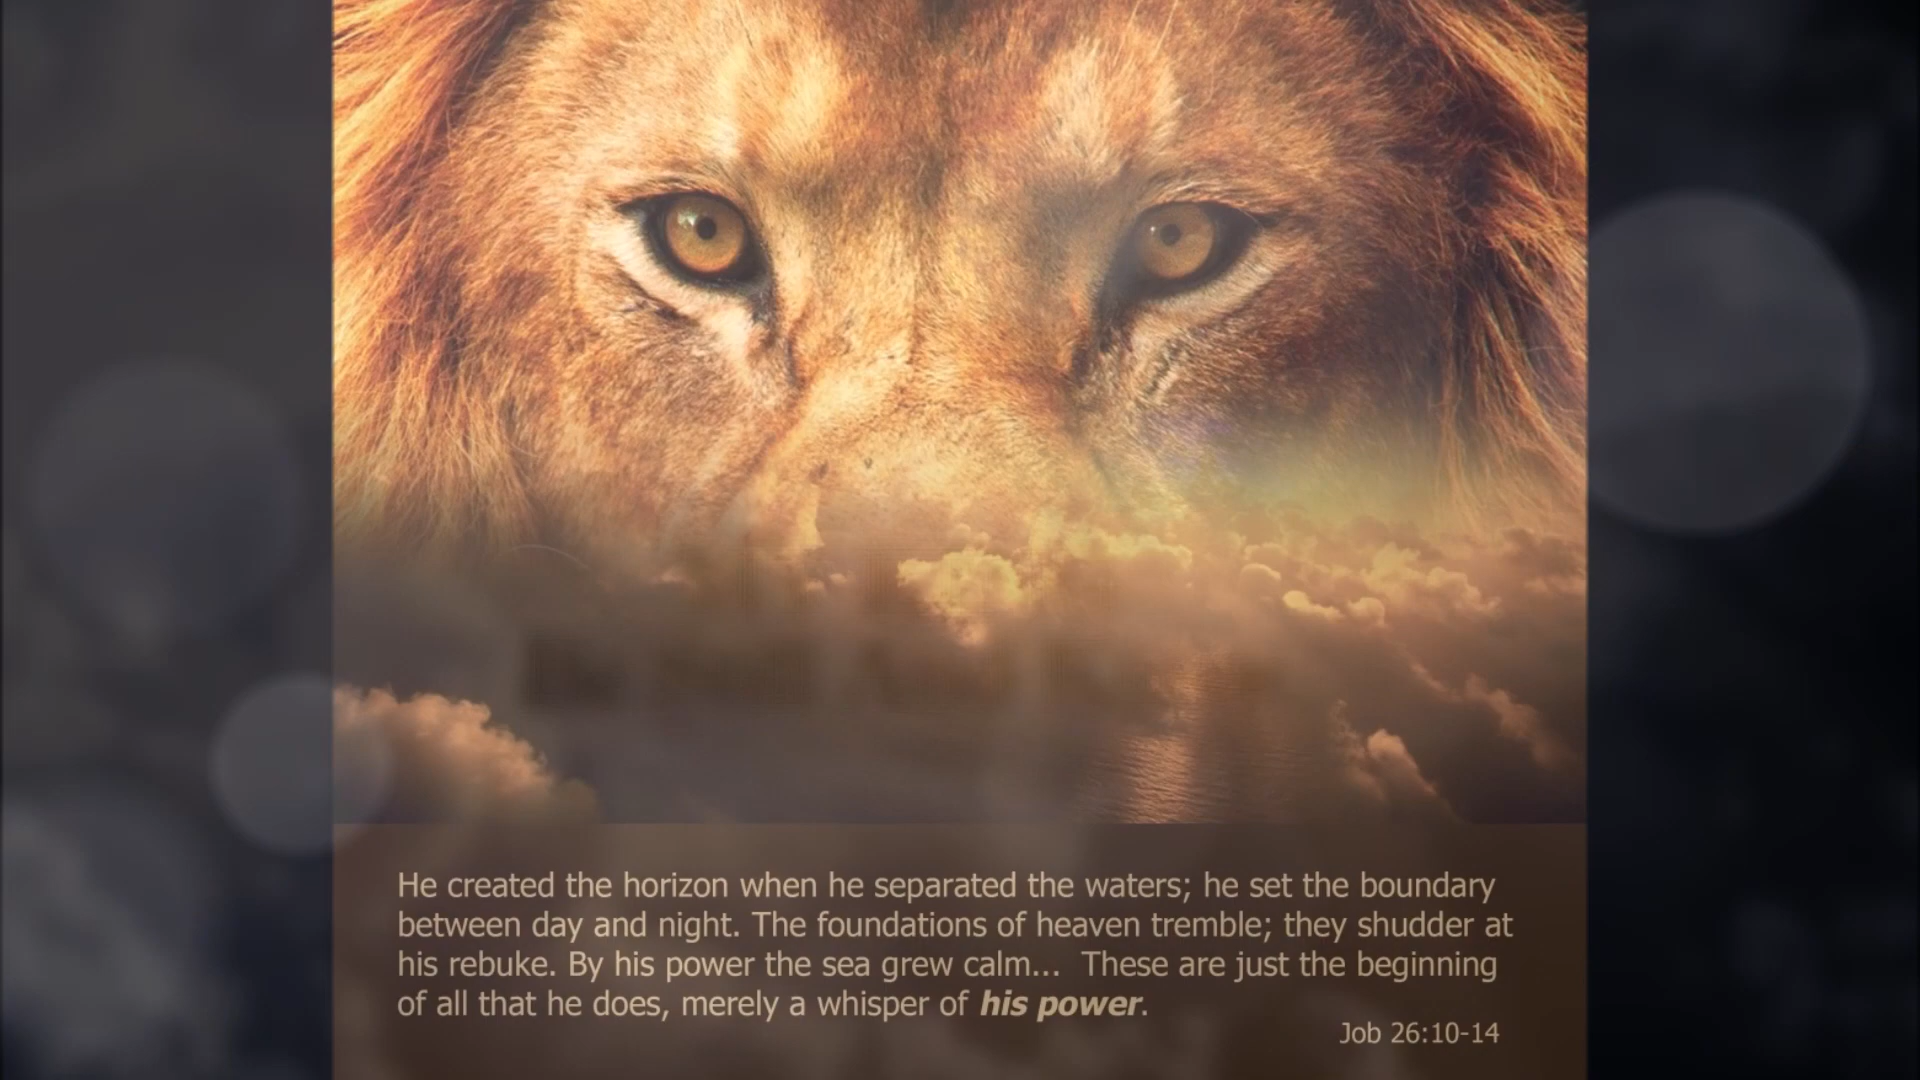 He created the horizon when he separated the waters; he set the boundary
between day and night. The foundations of heaven tremble; they shudder at
his rebuke. By his power the sea grew calm...  These are just the beginning
of all that he does, merely a whisper of his power.
Job 26:10-14